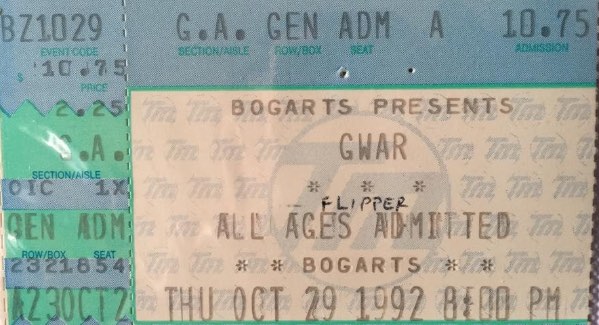 BZ1029 G.A. GEN ADM A 10.75
EVENT CODE SECTION/AISLE ROW/BOX SEAT ADMISSION
$ 10.75
PRICE
2.25 BOGARTS PRESENTS
G.A. GWAR
SECTION/AISLE
CIC 1X * * *
FLIPPER
GEN ADM ALL AGES ADMITTED
ROW/BOX SEAT
2321854 * * BOGARTS * *
A230CT2 THU OCT 29 1992 8:00 PM